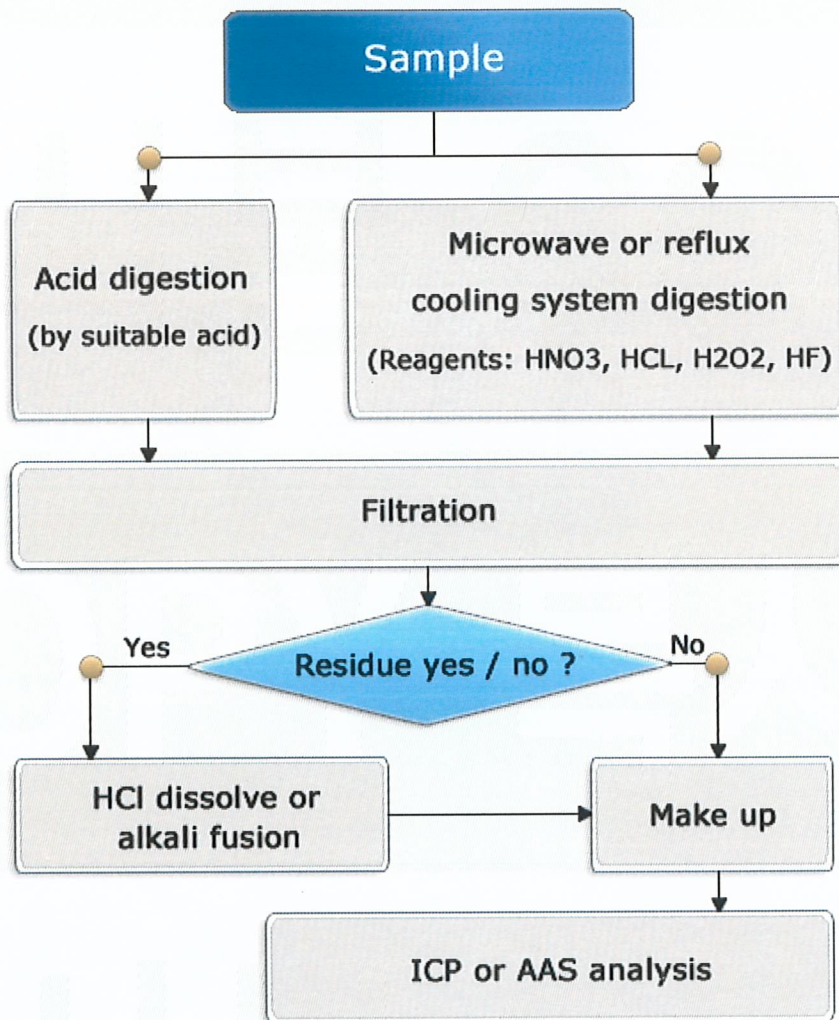 Sample
Acid digestion
(by suitable acid)
Microwave or reflux
cooling system digestion
(Reagents: HNO3, HCL, H2O2, HF)
Filtration
Yes
Residue yes / no ?
No
HCl dissolve or
alkali fusion
Make up
ICP or AAS analysis